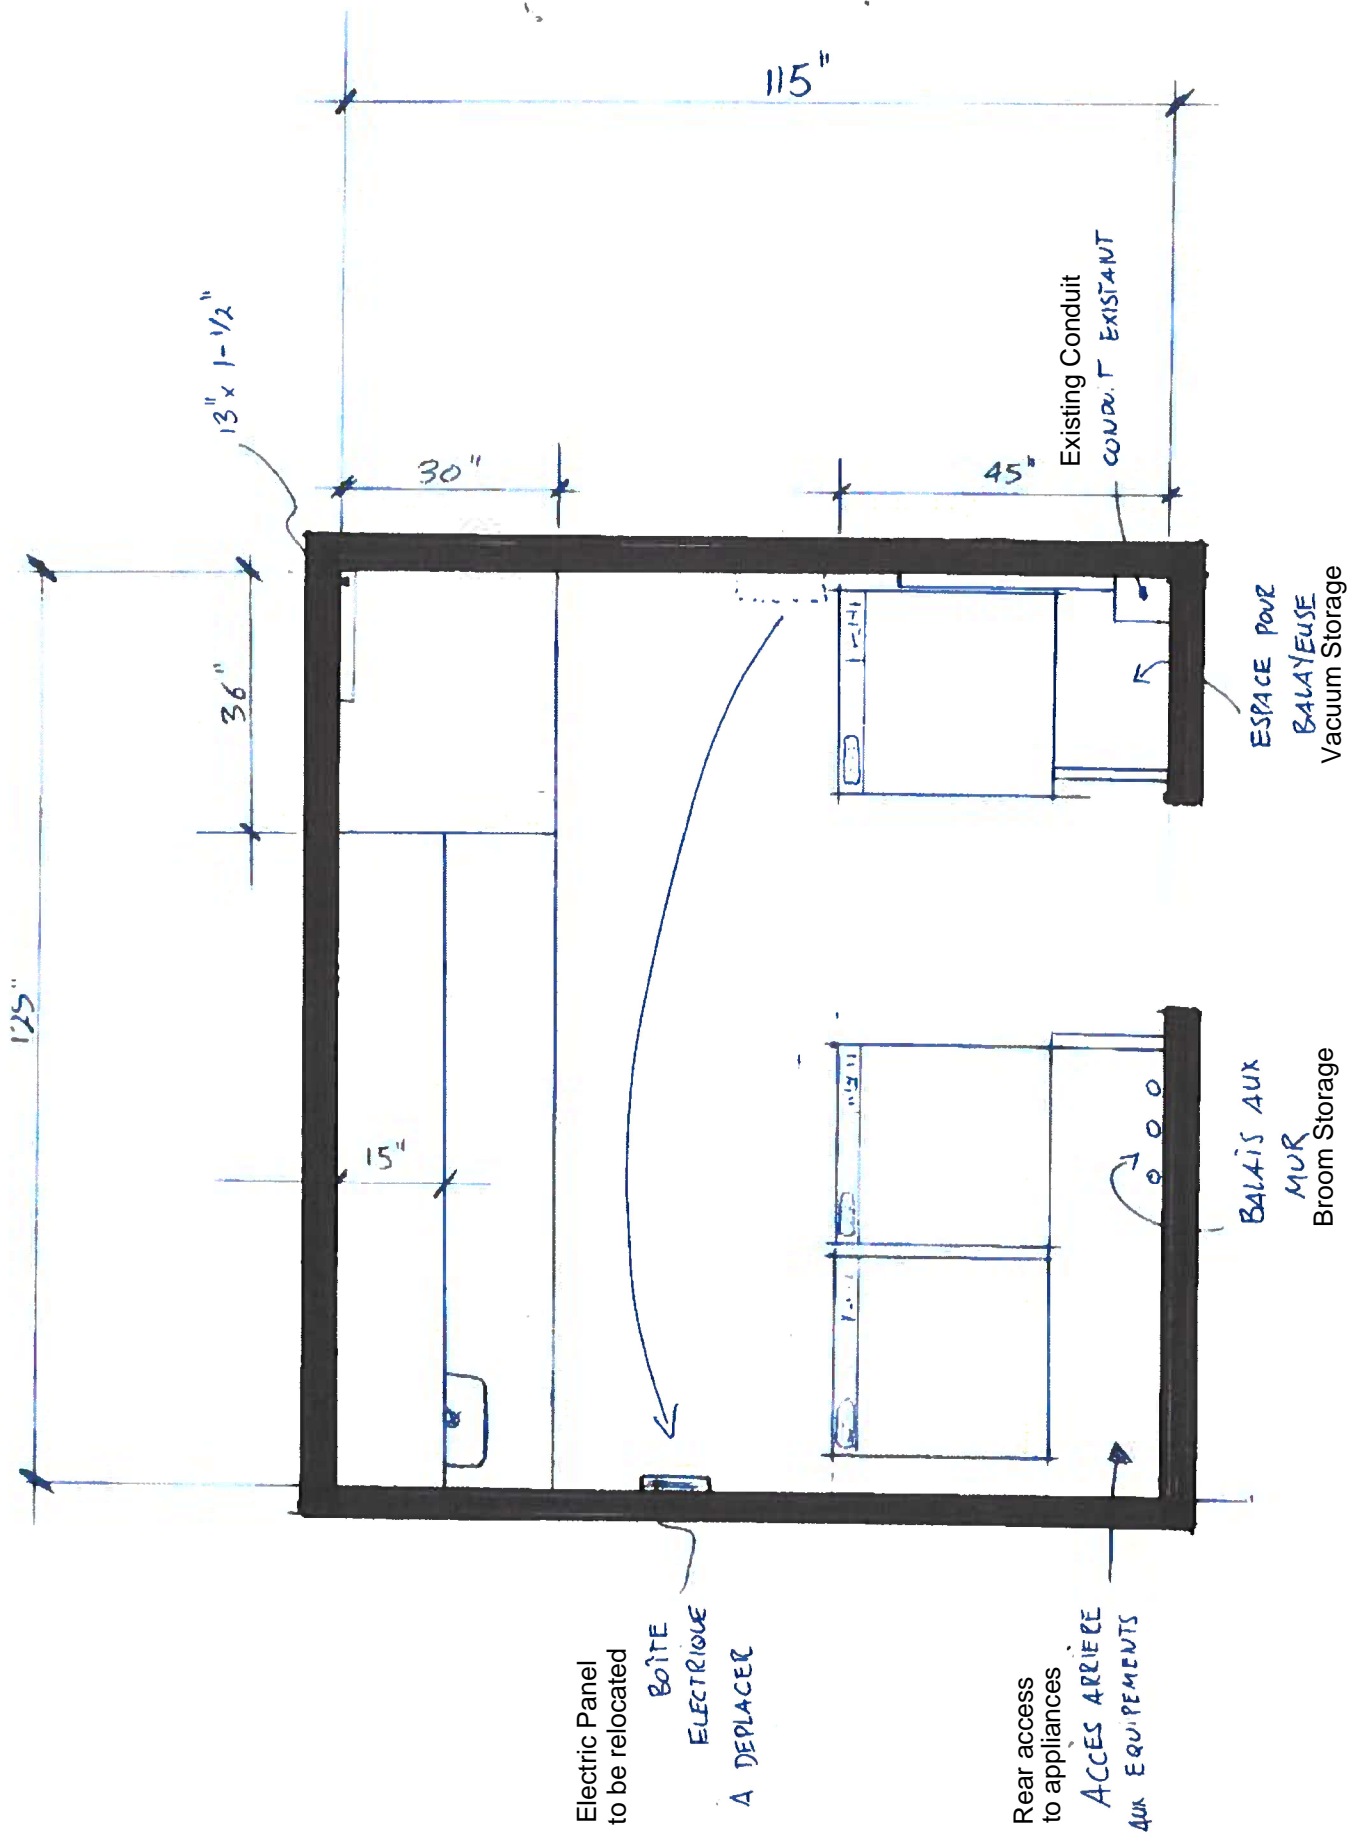 125"
36"
13" x 1-1/2"
115"
30"
15"
45"
Existing Conduit
CONDUIT EXISTANT
Electric Panel
to be relocated
BOÎTE
ELECTRIQUE
A DEPLACER
Rear access
to appliances
ACCES ARRIERE
AUX EQUIPEMENTS
BALAIS AUX
MUR
Broom Storage
ESPACE POUR
BALAYEUSE
Vacuum Storage